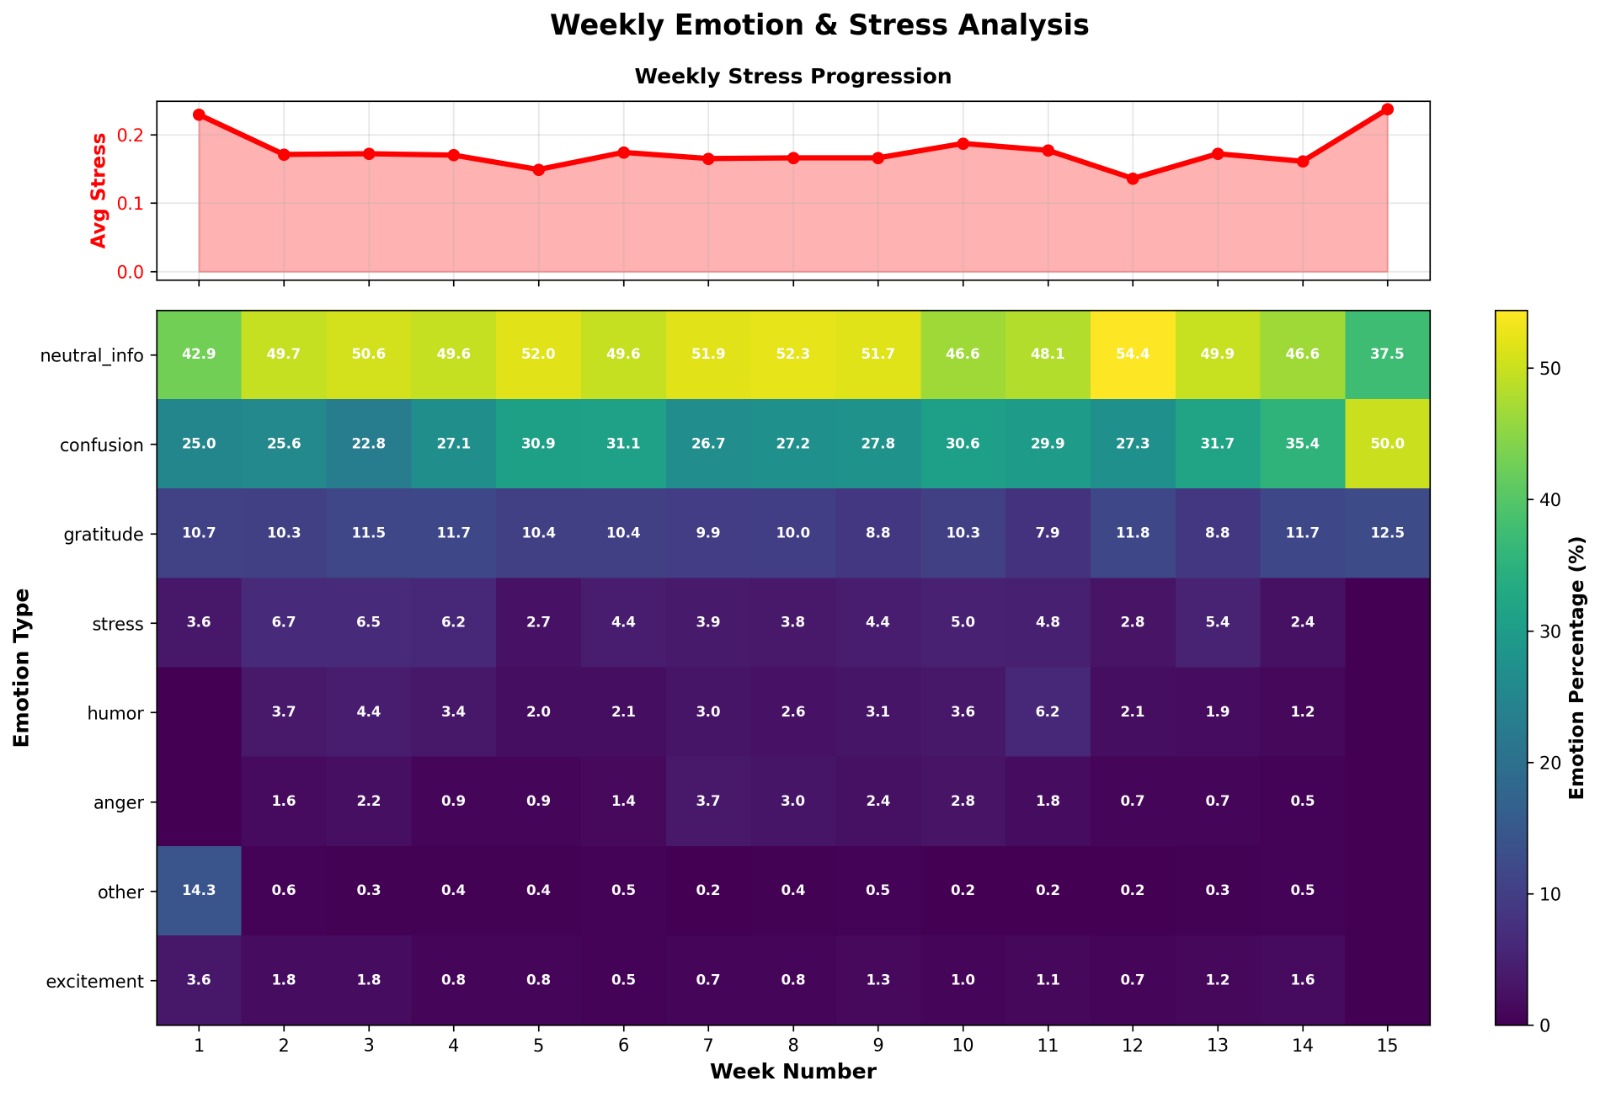 Weekly Emotion & Stress Analysis
Weekly Stress Progression
Avg Stress
0.2
0.1
0.0
Emotion Type
neutral_info 42.9 49.7 50.6 49.6 52.0 49.6 51.9 52.3 51.7 46.6 48.1 54.4 49.9 46.6 37.5
confusion 25.0 25.6 22.8 27.1 30.9 31.1 26.7 27.2 27.8 30.6 29.9 27.3 31.7 35.4 50.0
gratitude 10.7 10.3 11.5 11.7 10.4 10.4 9.9 10.0 8.8 10.3 7.9 11.8 8.8 11.7 12.5
stress 3.6 6.7 6.5 6.2 2.7 4.4 3.9 3.8 4.4 5.0 4.8 2.8 5.4 2.4
humor 3.7 4.4 3.4 2.0 2.1 3.0 2.6 3.1 3.6 6.2 2.1 1.9 1.2
anger 1.6 2.2 0.9 0.9 1.4 3.7 3.0 2.4 2.8 1.8 0.7 0.7 0.5
other 14.3 0.6 0.3 0.4 0.4 0.5 0.2 0.4 0.5 0.2 0.2 0.2 0.3 0.5
excitement 3.6 1.8 1.8 0.8 0.8 0.5 0.7 0.8 1.3 1.0 1.1 0.7 1.2 1.6
1 2 3 4 5 6 7 8 9 10 11 12 13 14 15
Week Number
50
40
30
20
10
0
Emotion Percentage (%)